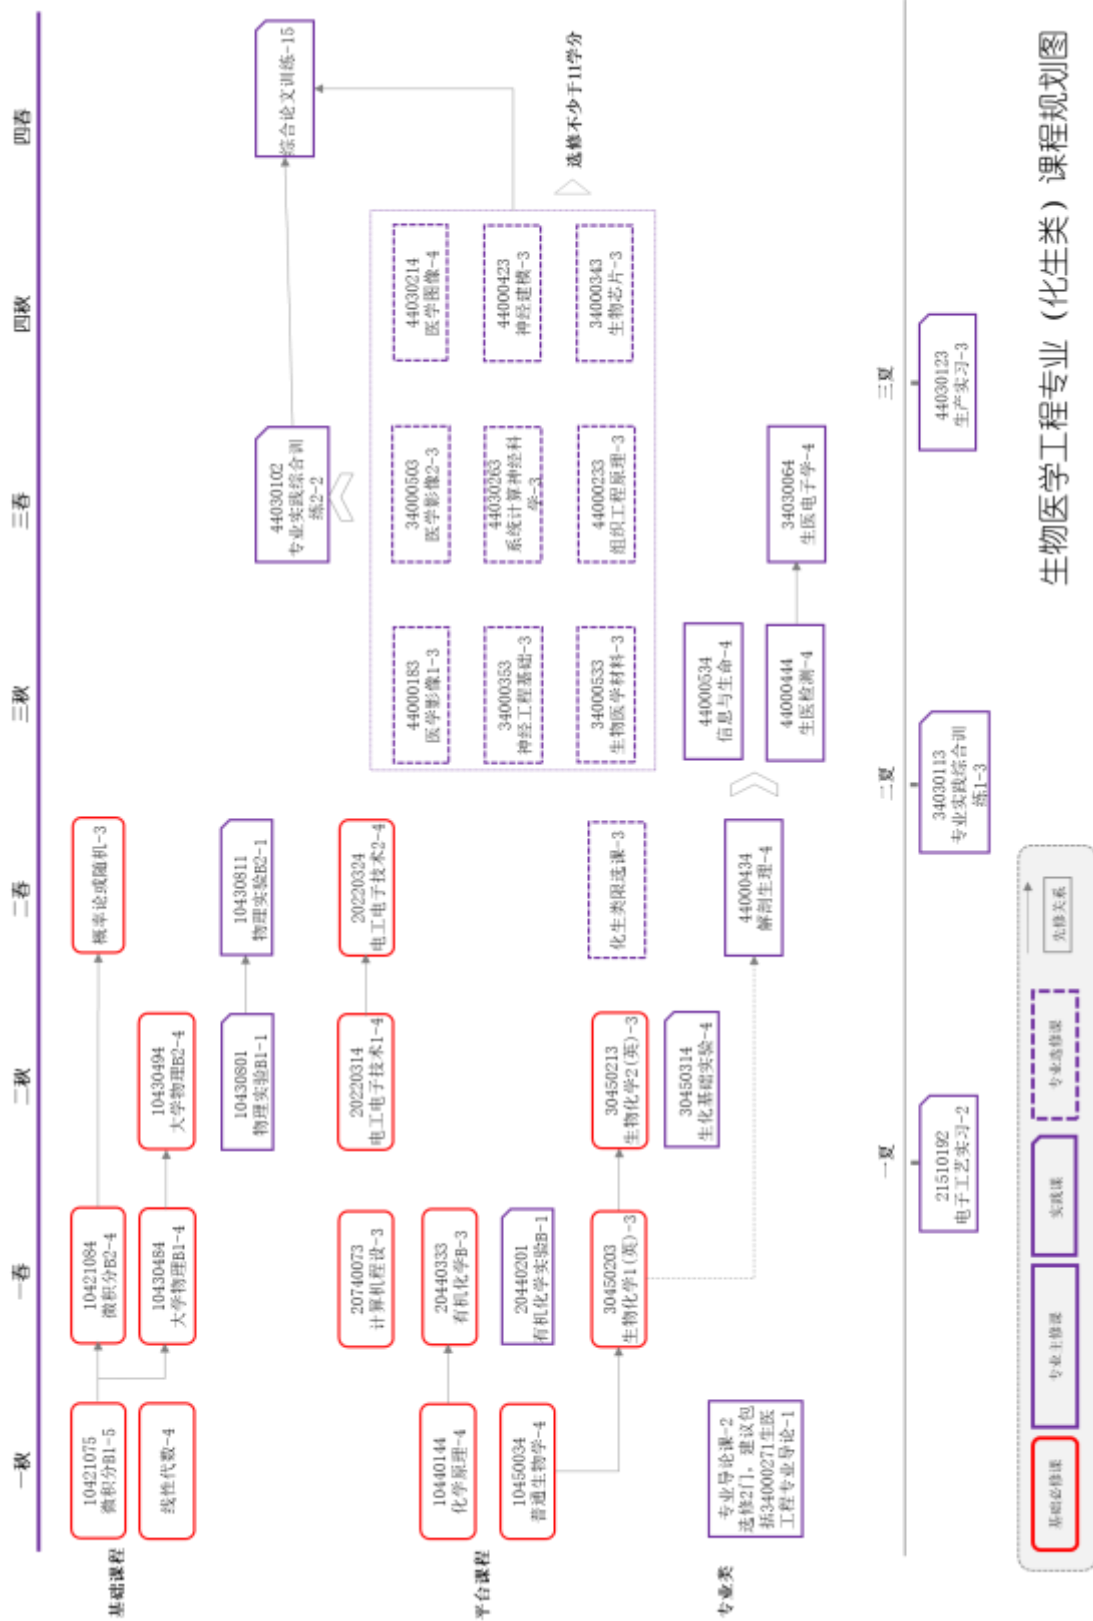 一秋
一春
二秋
二春
三秋
三春
四秋
四春
基础课程
10421075
微积分B1-5
10421084
微积分B2-4
概率论或随机-3
线性代数-4
10430484
大学物理B1-4
10430494
大学物理B2-4
10430801
物理实验B1-1
10430811
物理实验B2-1
44030102
专业实践综合训
练2-2
综合论文训练-15
平台课程
20740073
计算机程设-3
20220314
电工电子技术1-4
20220324
电工电子技术2-4
10440144
化学原理-4
20440333
有机化学B-3
10450034
普通生物学-4
20440201
有机化学实验B-1
30450203
生物化学1(英)-3
30450213
生物化学2(英)-3
30450314
生化基础实验-4
化生类限选课-3
44000183
医学影像1-3
34000503
医学影像2-3
44030214
医学图像-4
34000353
神经工程基础-3
44030263
系统计算神经科
学-3
44000423
神经建模-3
34000533
生物医学材料-3
44000233
组织工程原理-3
34000343
生物芯片-3
选修不少于11学分
专业类
专业导论课-2
选修2门，建议包
括34000271生医
工程专业导论-1
44000434
解剖生理-4
44000534
信息与生命-4
44000444
生医检测-4
34030064
生医电子学-4
一夏
二夏
三夏
21510192
电子工艺实习-2
34030113
专业实践综合训
练1-3
44030123
生产实习-3
基础必修课
专业主修课
实践课
专业选修课
先修关系
生物医学工程专业（化生类）课程规划图